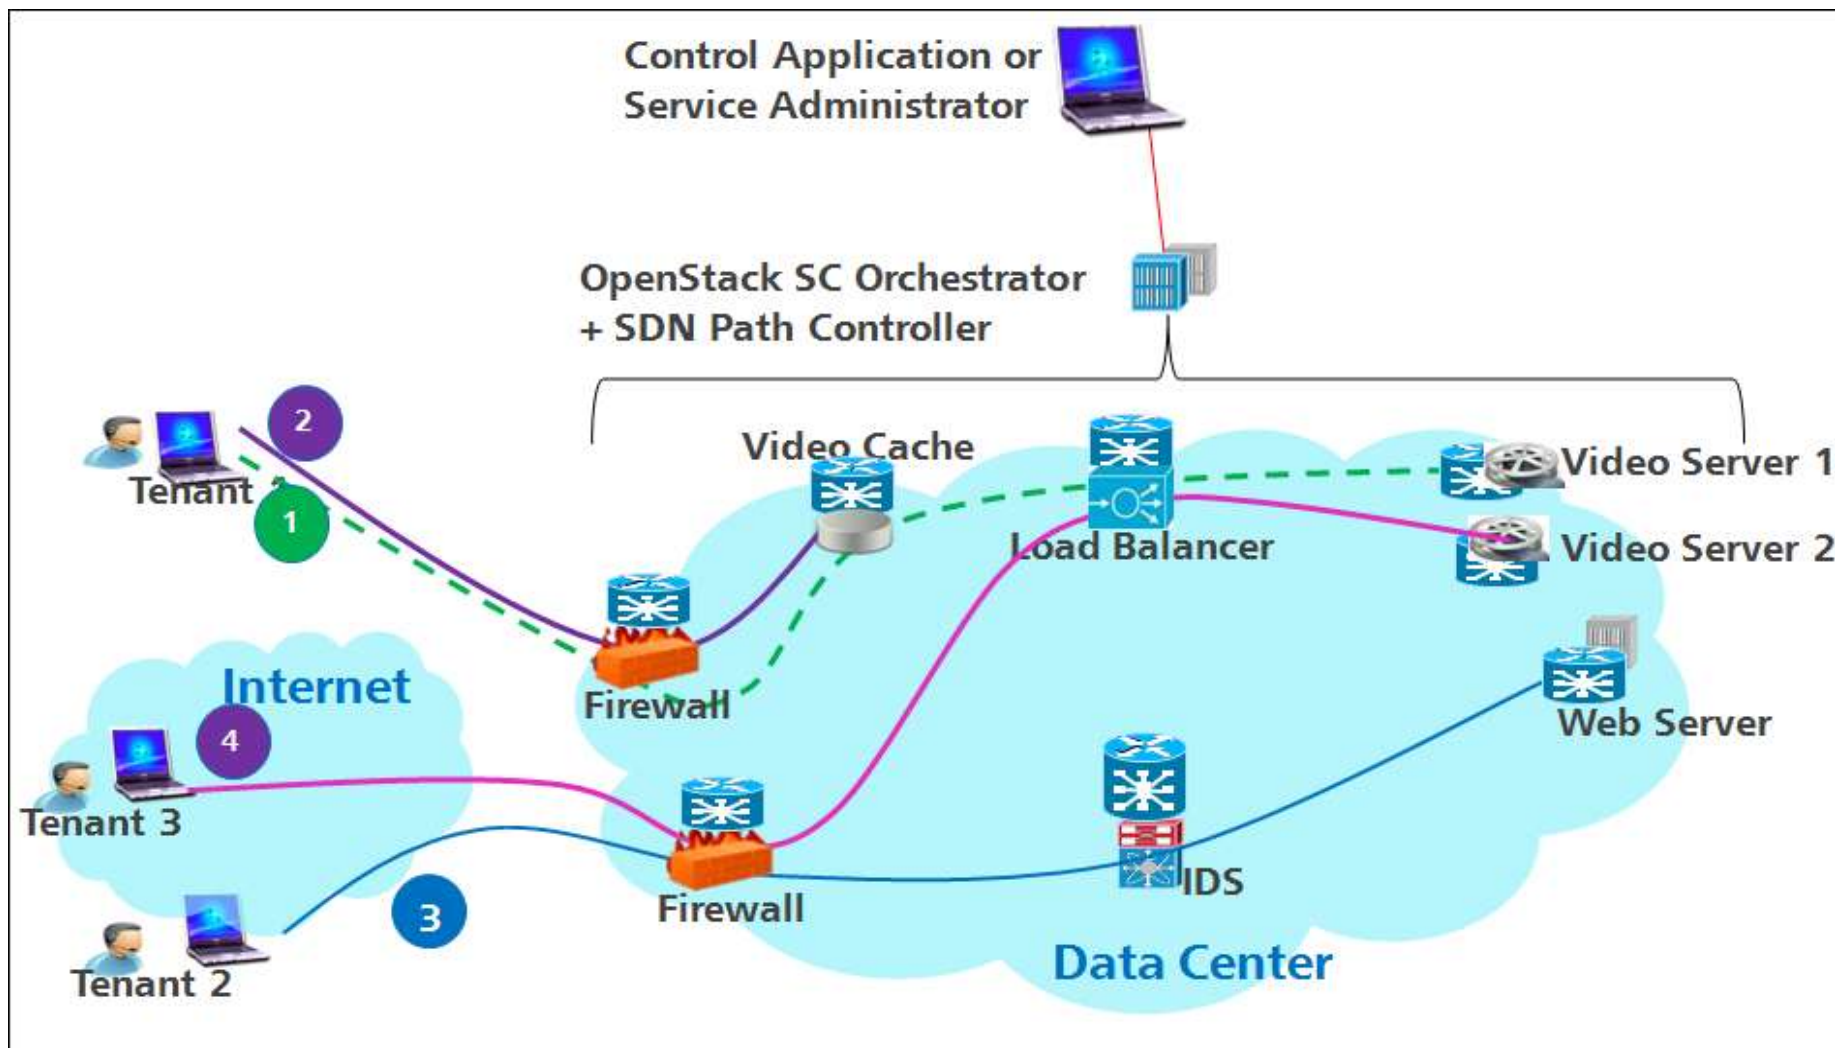 Control Application or
Service Administrator
OpenStack SC Orchestrator
+ SDN Path Controller
2
Video Cache
Video Server 1
Tenant
1
Load Balancer
Video Server 2
Internet
Firewall
Web Server
4
Tenant 3
IDS
Firewall
3
Data Center
Tenant 2